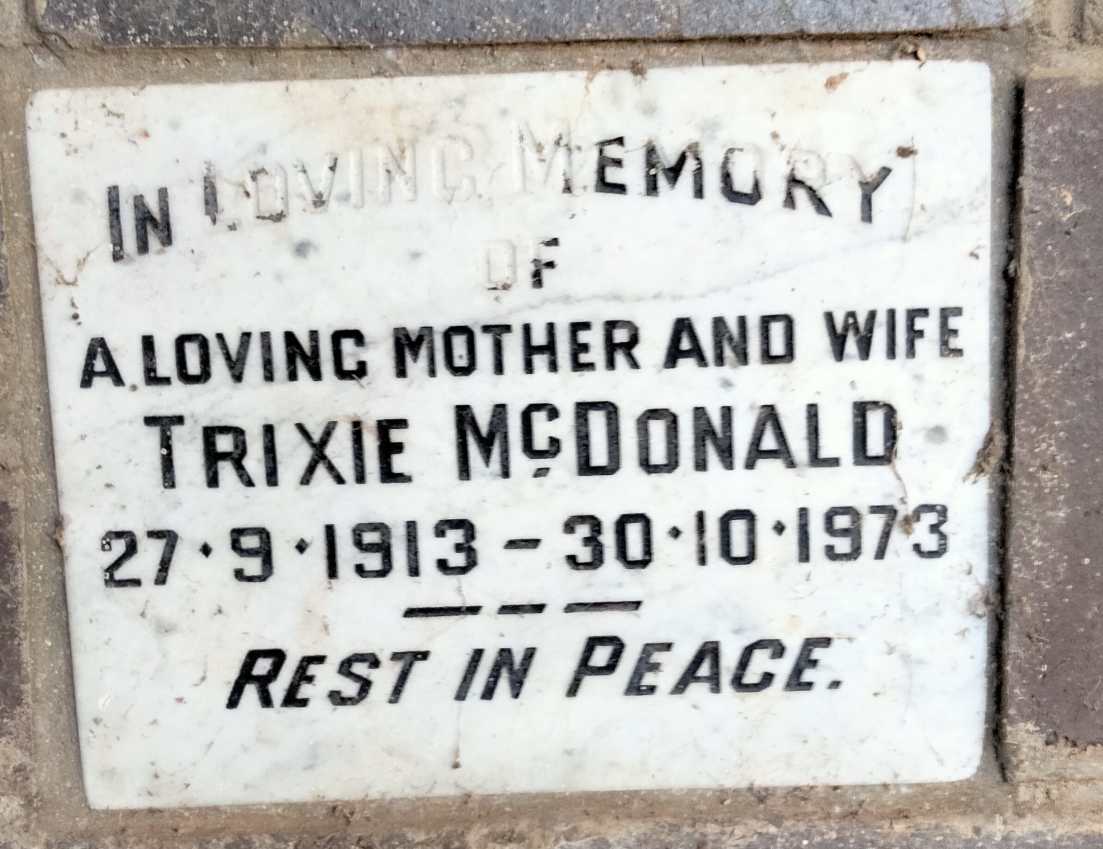 IN LOVING MEMORY
OF
A LOVING MOTHER AND WIFE
TRIXIE McDONALD
27·9·1913 – 30·10·1973
REST IN PEACE.